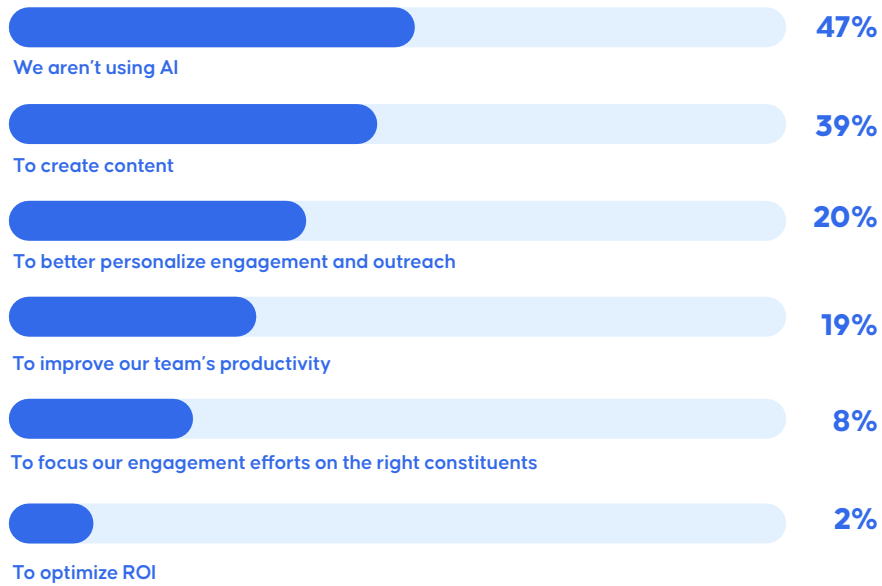 47%
We aren't using AI
39%
To create content
20%
To better personalize engagement and outreach
19%
To improve our team's productivity
8%
To focus our engagement efforts on the right constituents
2%
To optimize ROI